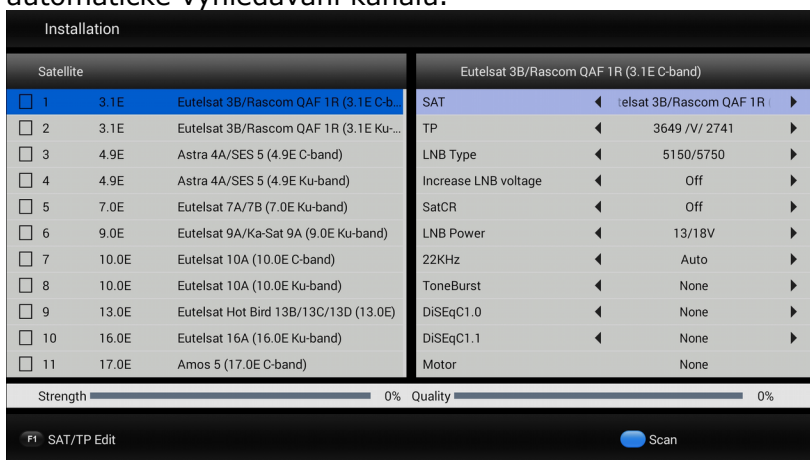 automatické vyhledávání kanálů.
Installation
Satellite
1 3.1E Eutelsat 3B/Rascom QAF 1R (3.1E C-b...
2 3.1E Eutelsat 3B/Rascom QAF 1R (3.1E Ku-...
3 4.9E Astra 4A/SES 5 (4.9E C-band)
4 4.9E Astra 4A/SES 5 (4.9E Ku-band)
5 7.0E Eutelsat 7A/7B (7.0E Ku-band)
6 9.0E Eutelsat 9A/Ka-Sat 9A (9.0E Ku-band)
7 10.0E Eutelsat 10A (10.0E C-band)
8 10.0E Eutelsat 10A (10.0E Ku-band)
9 13.0E Eutelsat Hot Bird 13B/13C/13D (13.0E)
10 16.0E Eutelsat 16A (16.0E Ku-band)
11 17.0E Amos 5 (17.0E C-band)
Eutelsat 3B/Rascom QAF 1R (3.1E C-band)
SAT telsat 3B/Rascom QAF 1R (
TP 3649 /V/ 2741
LNB Type 5150/5750
Increase LNB voltage Off
SatCR Off
LNB Power 13/18V
22KHz Auto
ToneBurst None
DiSEqC1.0 None
DiSEqC1.1 None
Motor None
Strength 0% Quality 0%
F1 SAT/TP Edit
Scan